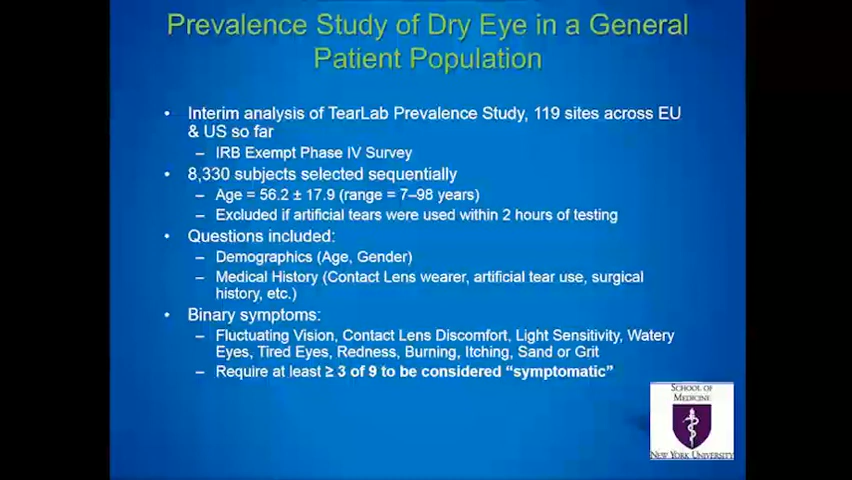 Prevalence Study of Dry Eye in a General
Patient Population
• Interim analysis of TearLab Prevalence Study, 119 sites across EU
& US so far
– IRB Exempt Phase IV Survey
• 8,330 subjects selected sequentially
– Age = 56.2 ± 17.9 (range = 7–98 years)
– Excluded if artificial tears were used within 2 hours of testing
• Questions included:
– Demographics (Age, Gender)
– Medical History (Contact Lens wearer, artificial tear use, surgical
history, etc.)
• Binary symptoms:
– Fluctuating Vision, Contact Lens Discomfort, Light Sensitivity, Watery
Eyes, Tired Eyes, Redness, Burning, Itching, Sand or Grit
– Require at least ≥ 3 of 9 to be considered “symptomatic”
SCHOOL OF
MEDICINE
NEW YORK UNIVERSITY